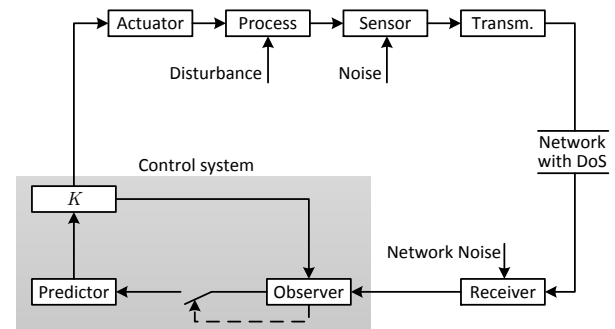 Actuator
Process
Sensor
Transm.
Disturbance
Noise
Network
with DoS
Control system
K
Network Noise
Predictor
Observer
Receiver